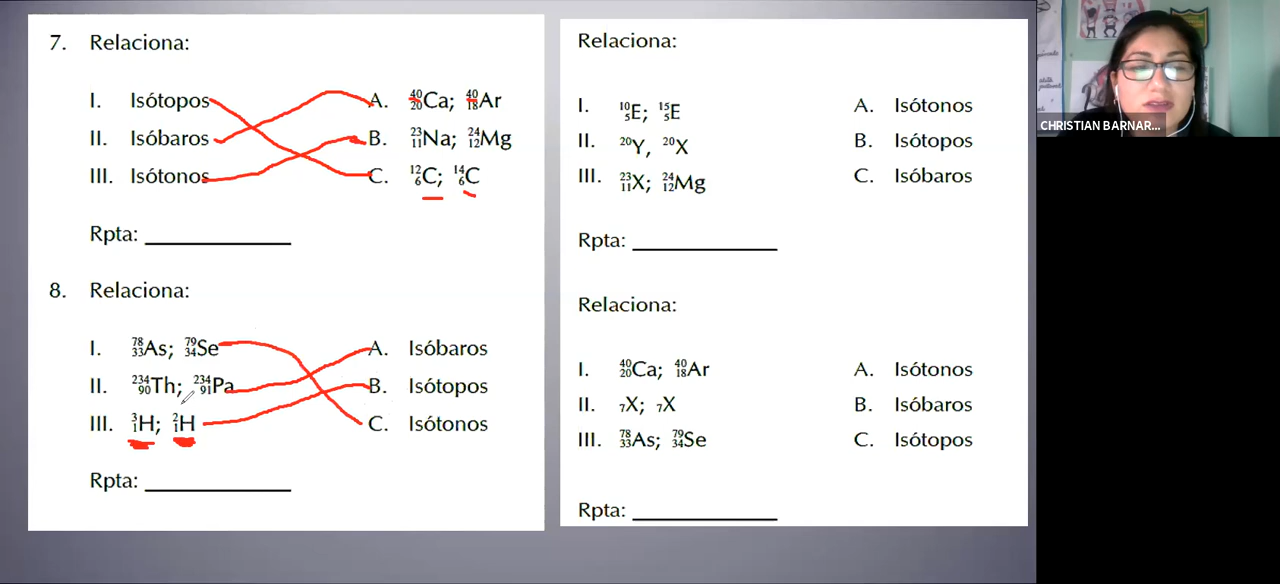 7. Relaciona:
I. Isótopos A. ⁴⁰₂₀Ca; ⁴⁰₁₈Ar
II. Isóbaros B. ²³₁₁Na; ²⁴₁₂Mg
III. Isótonos C. ¹²₆C; ¹⁴₆C
Rpta:
8. Relaciona:
I. ⁷⁸₃₃As; ⁷⁹₃₄Se A. Isóbaros
II. ²³⁴₉₀Th; ²³⁴₉₁Pa B. Isótopos
III. ³₁H; ²₁H C. Isótonos
Rpta:
Relaciona:
I. ¹⁰₅E; ¹⁵₅E A. Isótonos
II. ²⁰Y, ²⁰X B. Isótopos
III. ²³₁₁X; ²⁴₁₂Mg C. Isóbaros
Rpta:
Relaciona:
I. ⁴⁰₂₀Ca; ⁴⁰₁₈Ar A. Isótonos
II. ₇X; ₇X B. Isóbaros
III. ⁷⁸₃₃As; ⁷⁹₃₄Se C. Isótopos
Rpta:
CHRISTIAN BARNAR...